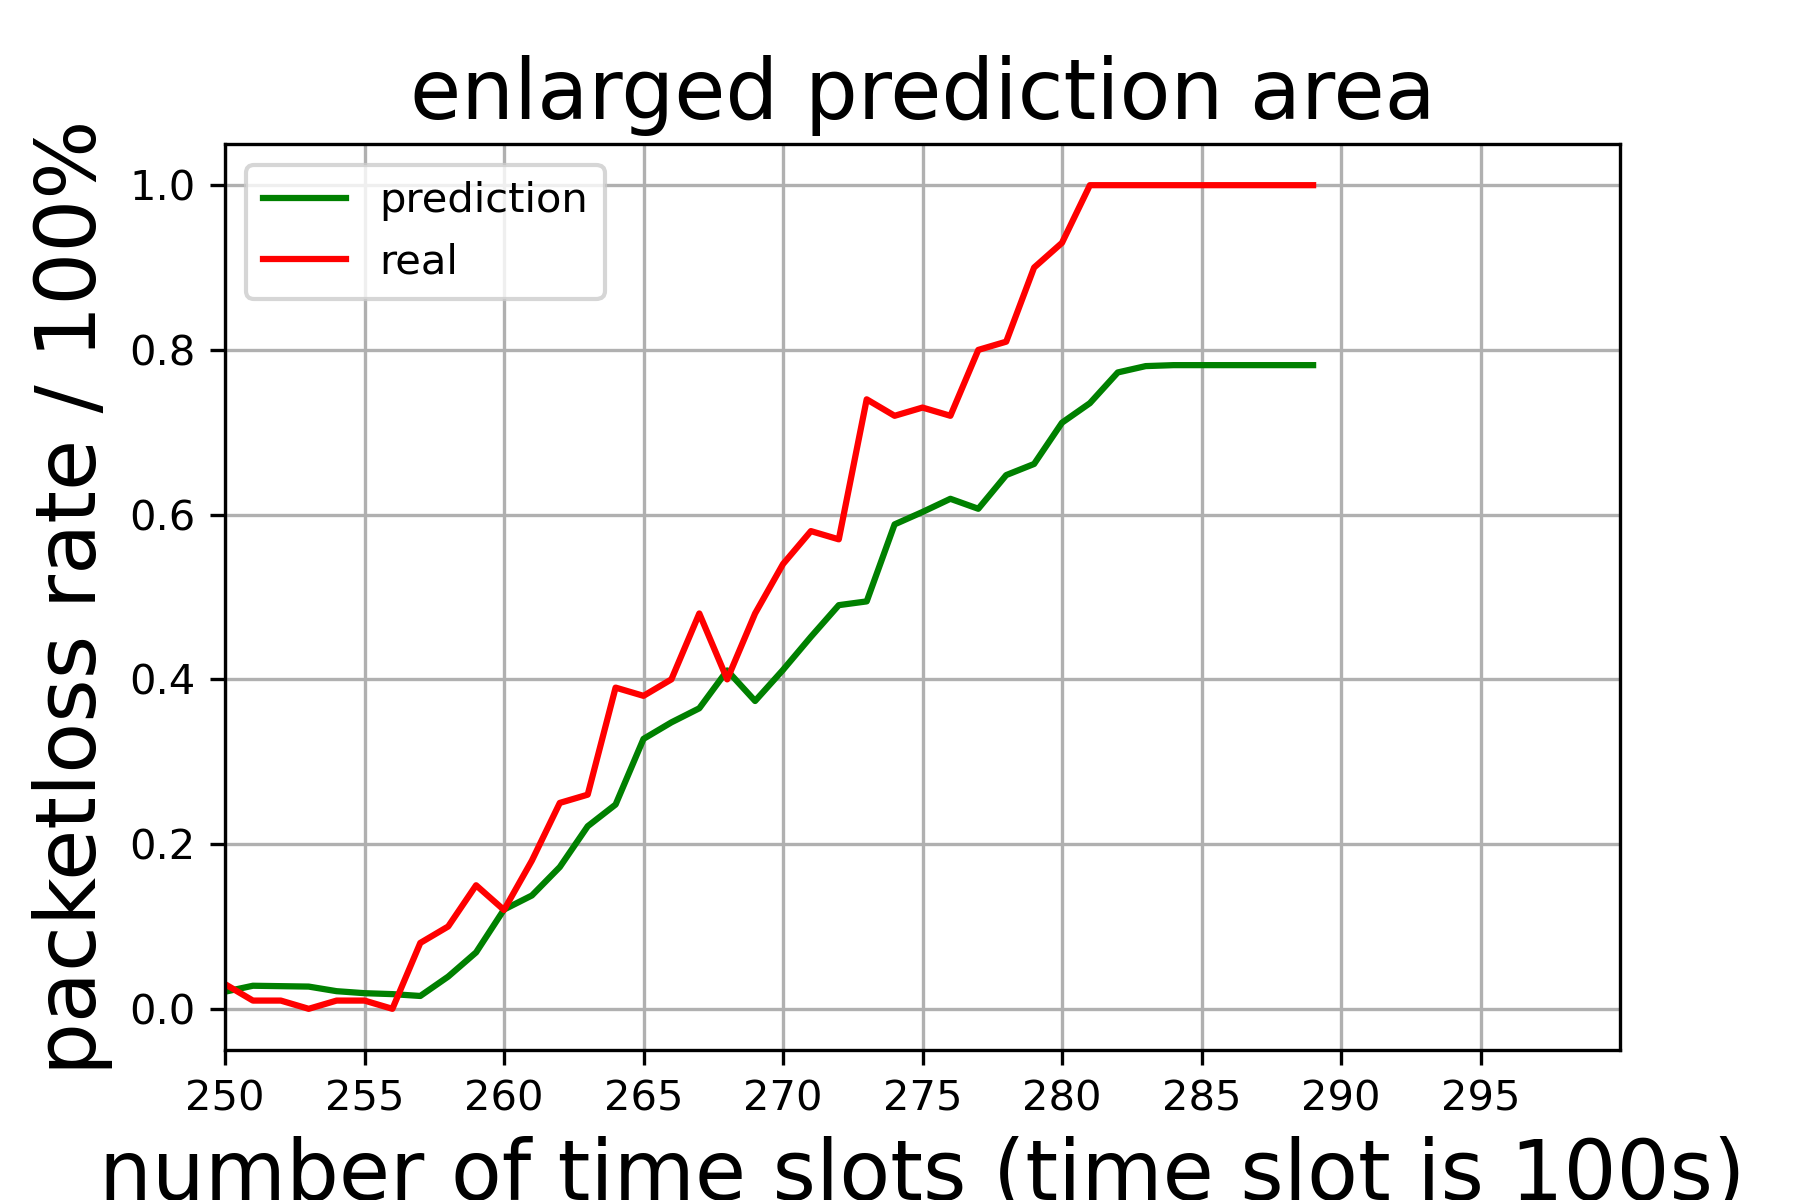 enlarged prediction area
packetloss rate / 100%
1.0
0.8
0.6
0.4
0.2
0.0
prediction
real
250 255 260 265 270 275 280 285 290 295
number of time slots (time slot is 100s)